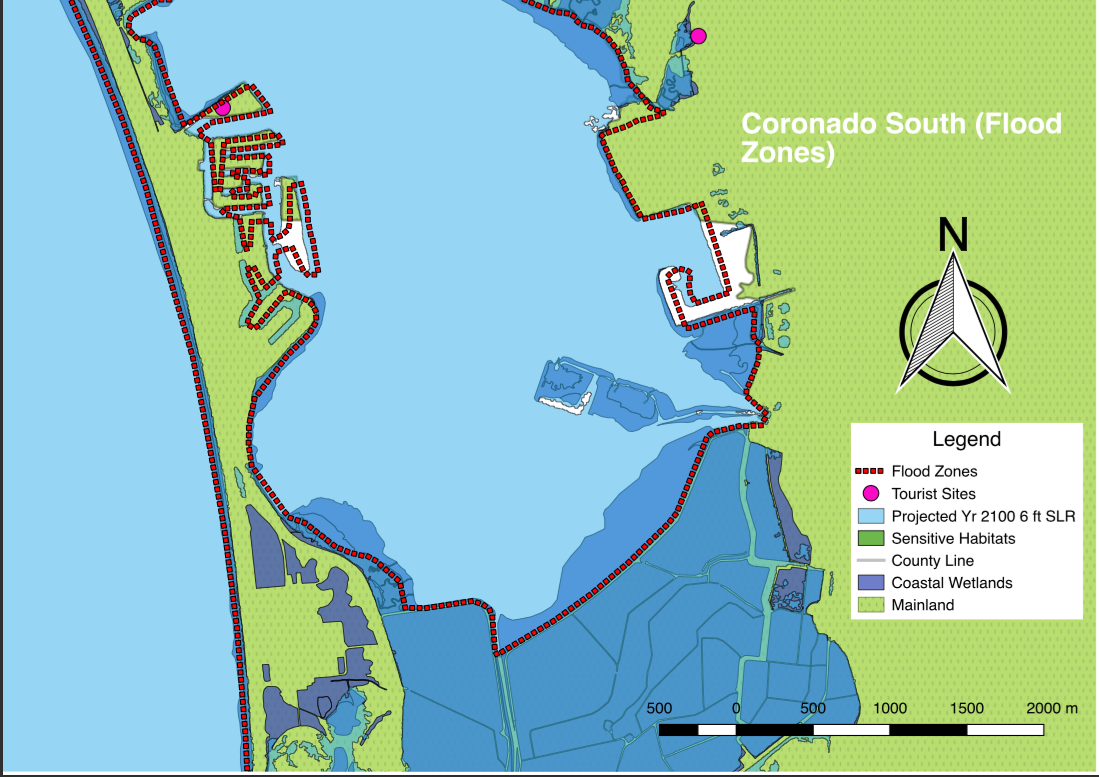 Coronado South (Flood
Zones)
N
Legend
Flood Zones
Tourist Sites
Projected Yr 2100 6 ft SLR
Sensitive Habitats
County Line
Coastal Wetlands
Mainland
500 0 500 1000 1500 2000 m